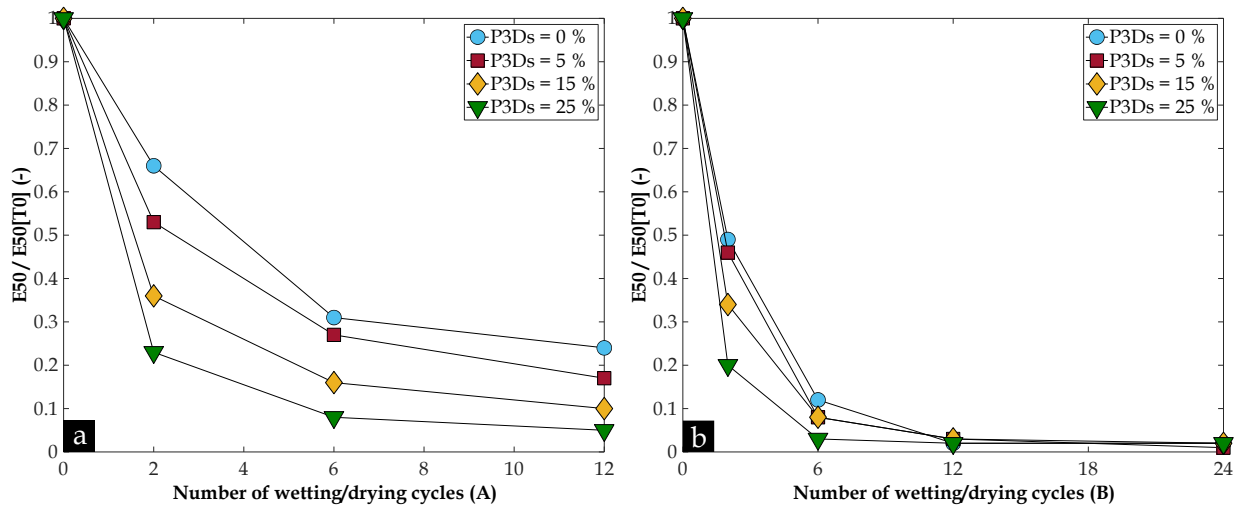 1
0.9
0.8
0.7
0.6
0.5
0.4
0.3
0.2
0.1
0
E50 / E50[T0] (-)
P3Ds = 0 %
P3Ds = 5 %
P3Ds = 15 %
P3Ds = 25 %
a
0 2 4 6 8 10 12
Number of wetting/drying cycles (A)
1
0.9
0.8
0.7
0.6
0.5
0.4
0.3
0.2
0.1
0
E50 / E50[T0] (-)
P3Ds = 0 %
P3Ds = 5 %
P3Ds = 15 %
P3Ds = 25 %
b
0 6 12 18 24
Number of wetting/drying cycles (B)